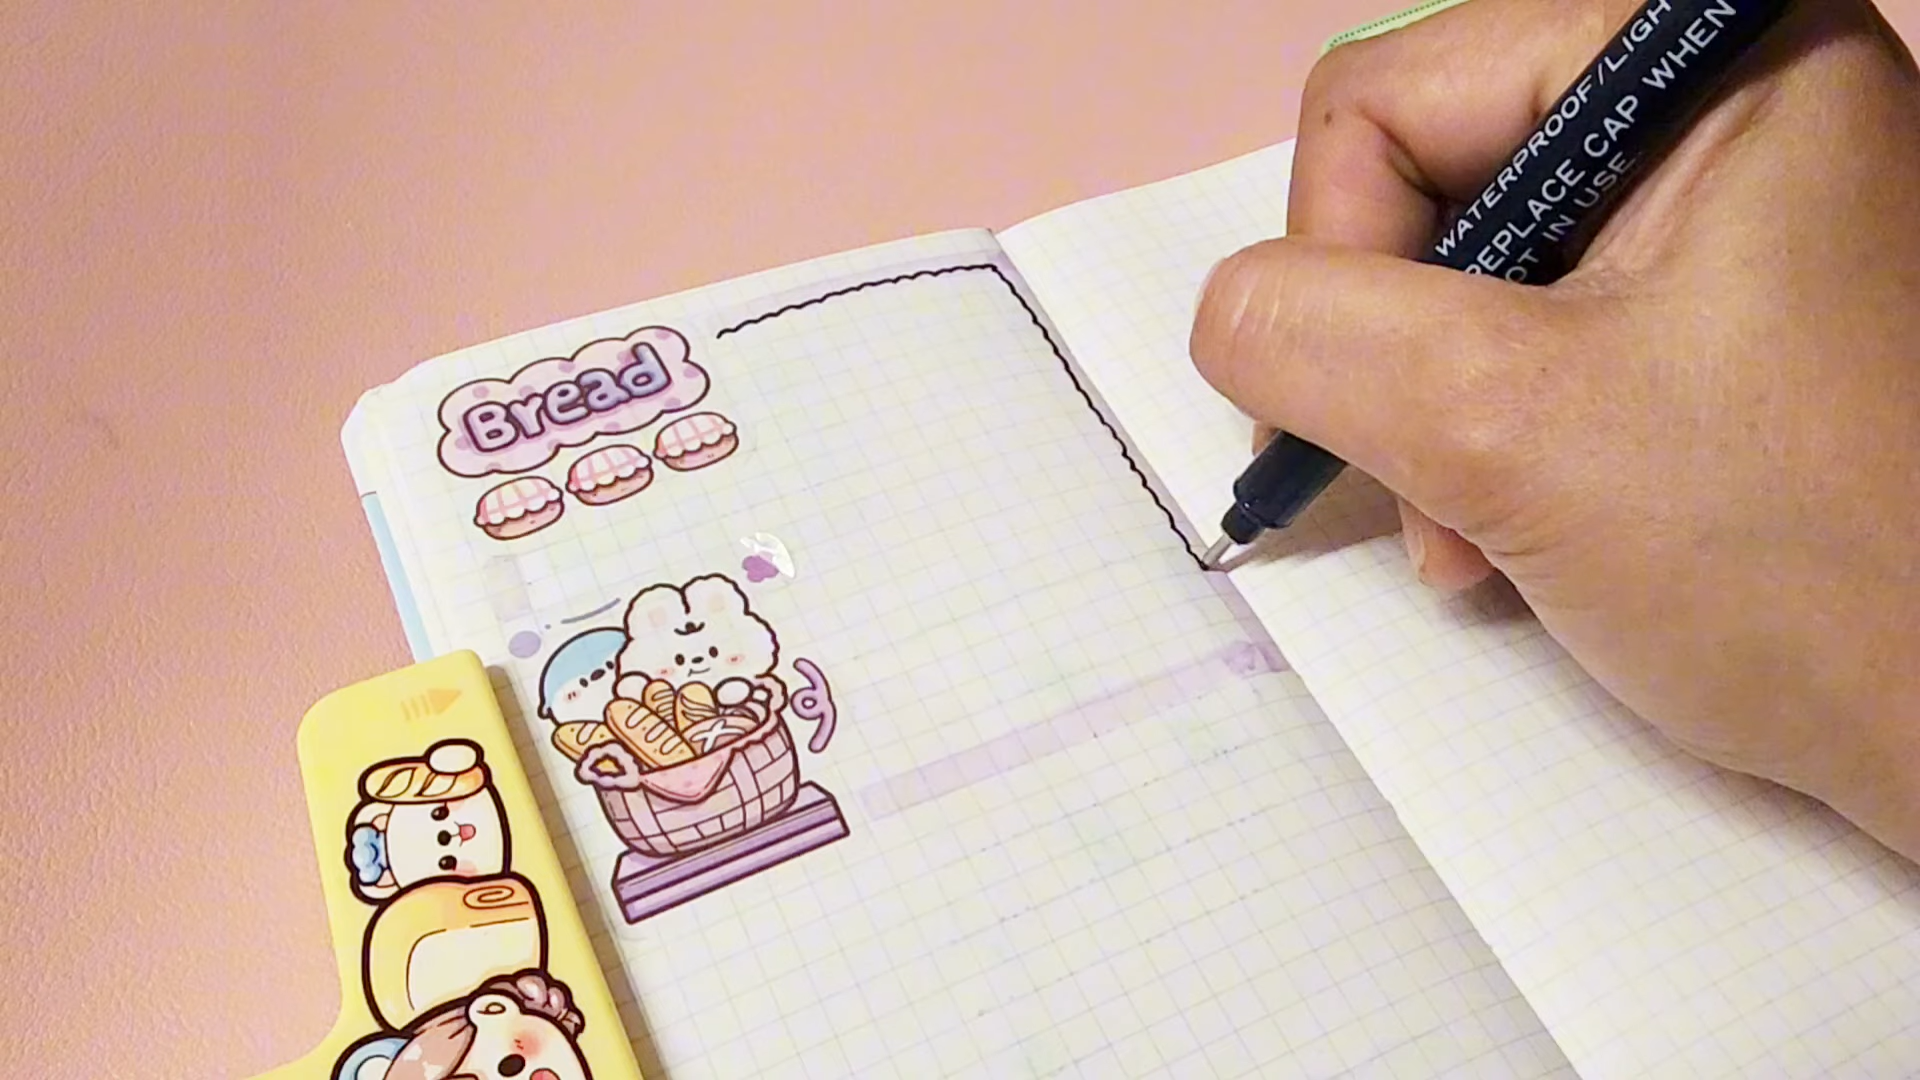 Bread
WATERPROOF/LIGH
REPLACE CAP WHEN
OT IN USE.